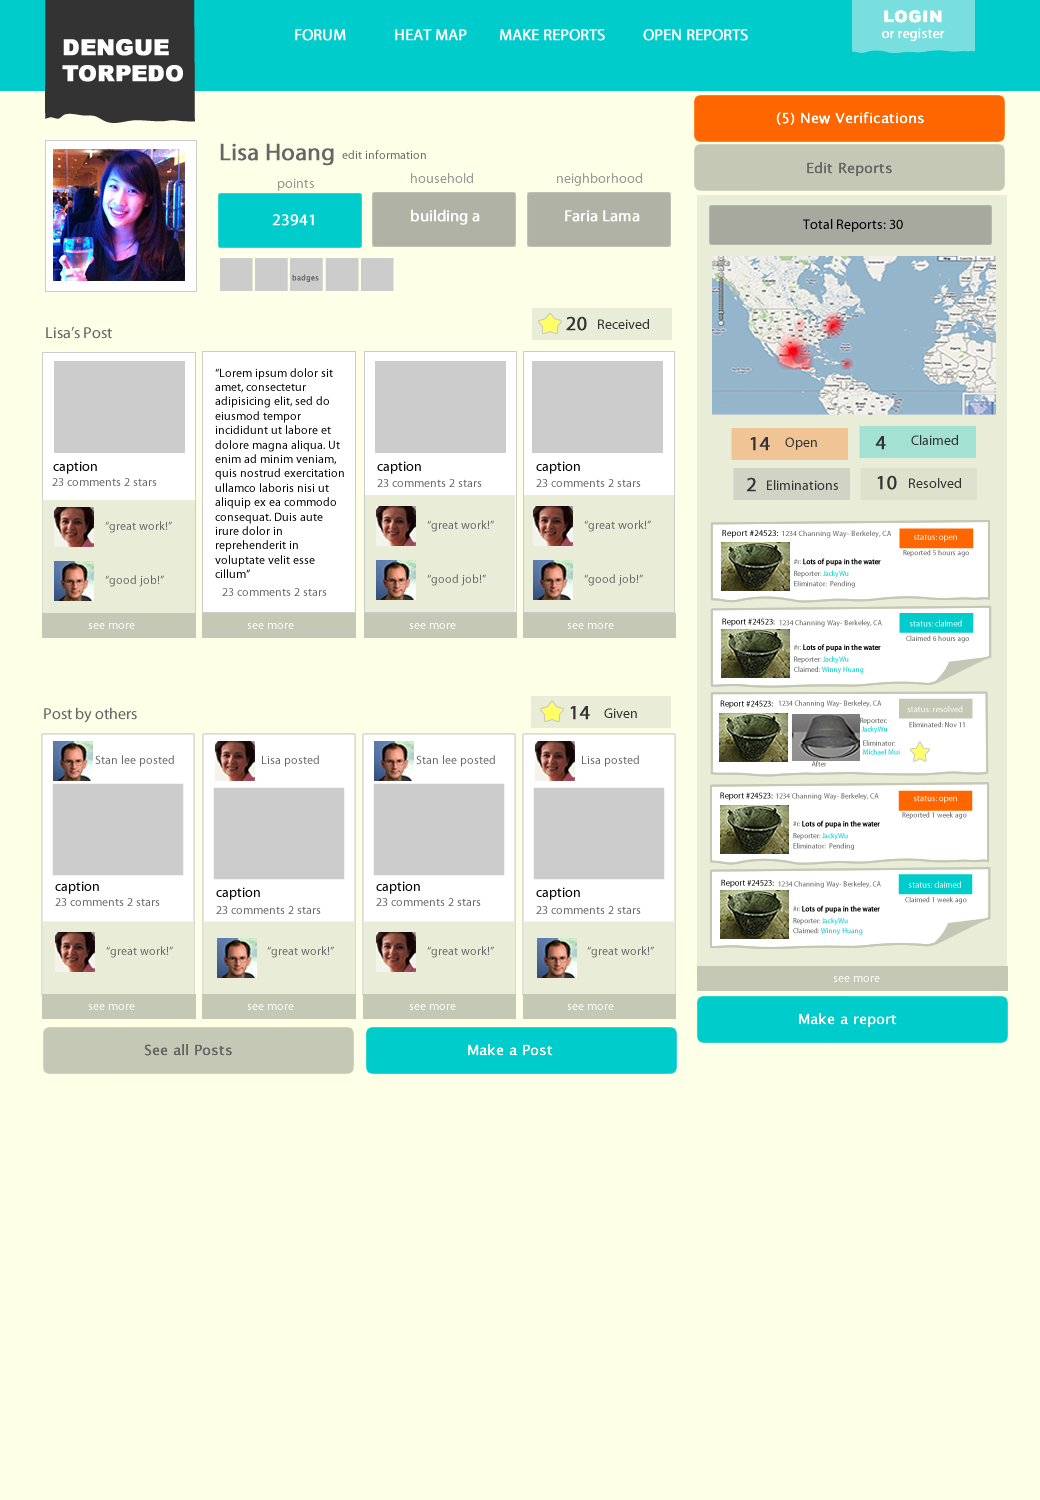 DENGUE
TORPEDO
FORUM
HEAT MAP
MAKE REPORTS
OPEN REPORTS
LOGIN
or register
Lisa Hoang edit information
points
household
neighborhood
23941
building a
Faria Lama
badges
Lisa's Post
20 Received
caption
23 comments 2 stars
"great work!"
"good job!"
see more
"Lorem ipsum dolor sit
amet, consectetur
adipisicing elit, sed do
eiusmod tempor
incididunt ut labore et
dolore magna aliqua. Ut
enim ad minim veniam,
quis nostrud exercitation
ullamco laboris nisi ut
aliquip ex ea commodo
consequat. Duis aute
irure dolor in
reprehenderit in
voluptate velit esse
cillum"
23 comments 2 stars
see more
caption
23 comments 2 stars
"great work!"
"good job!"
see more
caption
23 comments 2 stars
"great work!"
"good job!"
see more
Post by others
14 Given
Stan lee posted
caption
23 comments 2 stars
"great work!"
see more
Lisa posted
caption
23 comments 2 stars
"great work!"
see more
Stan lee posted
caption
23 comments 2 stars
"great work!"
see more
Lisa posted
caption
23 comments 2 stars
"great work!"
see more
See all Posts
Make a Post
(5) New Verifications
Edit Reports
Total Reports: 30
14 Open
4 Claimed
2 Eliminations
10 Resolved
Report #24523: 1234 Channing Way- Berkeley, CA
status: open
Reported 5 hours ago
#r: Lots of pupa in the water
Reporter: JackyWu
Eliminator: Pending
Report #24523: 1234 Channing Way- Berkeley, CA
status: claimed
Claimed 6 hours ago
#r: Lots of pupa in the water
Reporter: JackyWu
Claimed: Winny Huang
Report #24523: 1234 Channing Way- Berkeley, CA
status: resolved
Eliminated: Nov 11
Reporter:
JackyWu
Eliminator:
Michael Mui
After
Report #24523: 1234 Channing Way- Berkeley, CA
status: open
Reported 1 week ago
#r: Lots of pupa in the water
Reporter: JackyWu
Eliminator: Pending
Report #24523: 1234 Channing Way- Berkeley, CA
status: claimed
Claimed 1 week ago
#r: Lots of pupa in the water
Reporter: JackyWu
Claimed: Winny Huang
see more
Make a report